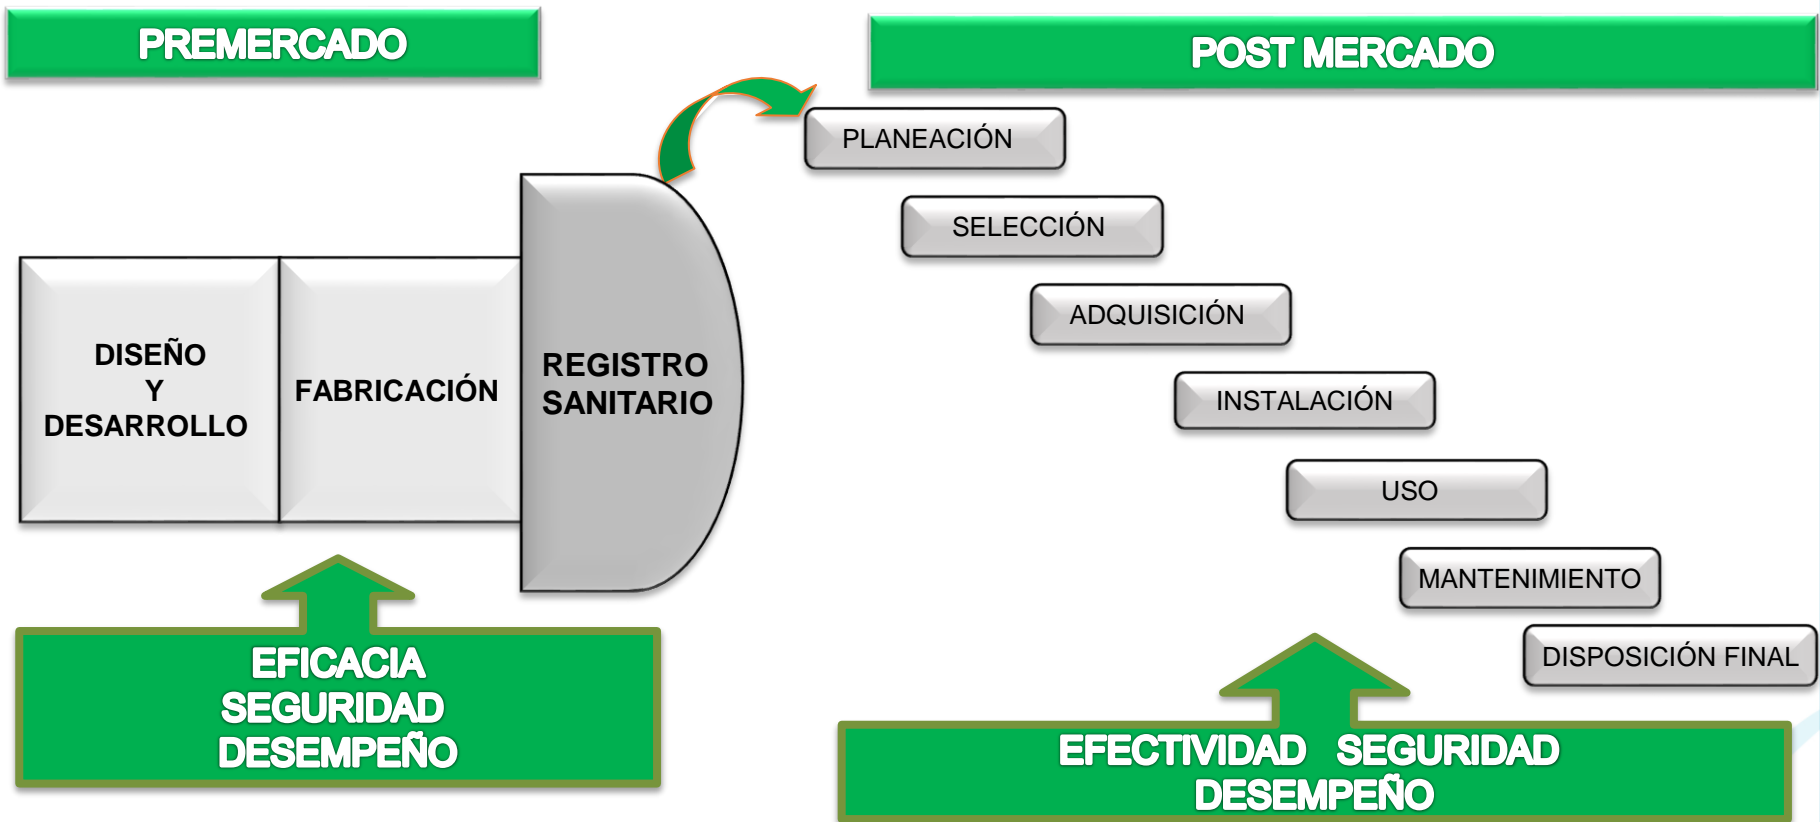 PREMERCADO
POST MERCADO
DISEÑO
Y
DESARROLLO
FABRICACIÓN
REGISTRO
SANITARIO
PLANEACIÓN
SELECCIÓN
ADQUISICIÓN
INSTALACIÓN
USO
MANTENIMIENTO
DISPOSICIÓN FINAL
EFICACIA
SEGURIDAD
DESEMPEÑO
EFECTIVIDAD SEGURIDAD
DESEMPEÑO